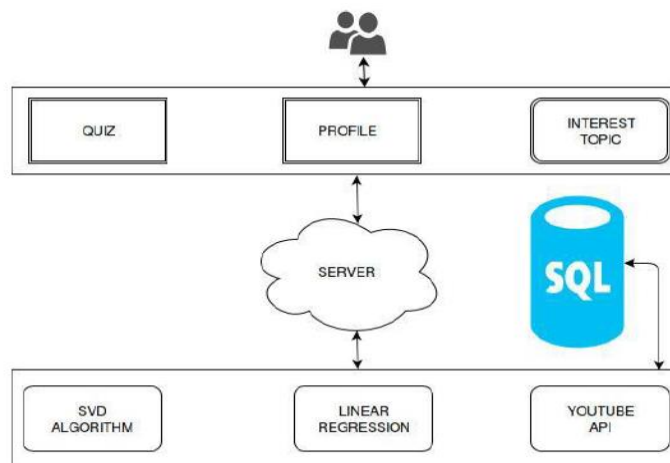 QUIZ
PROFILE
INTEREST
TOPIC
SERVER
SQL
SVD
ALGORITHM
LINEAR
REGRESSION
YOUTUBE
API